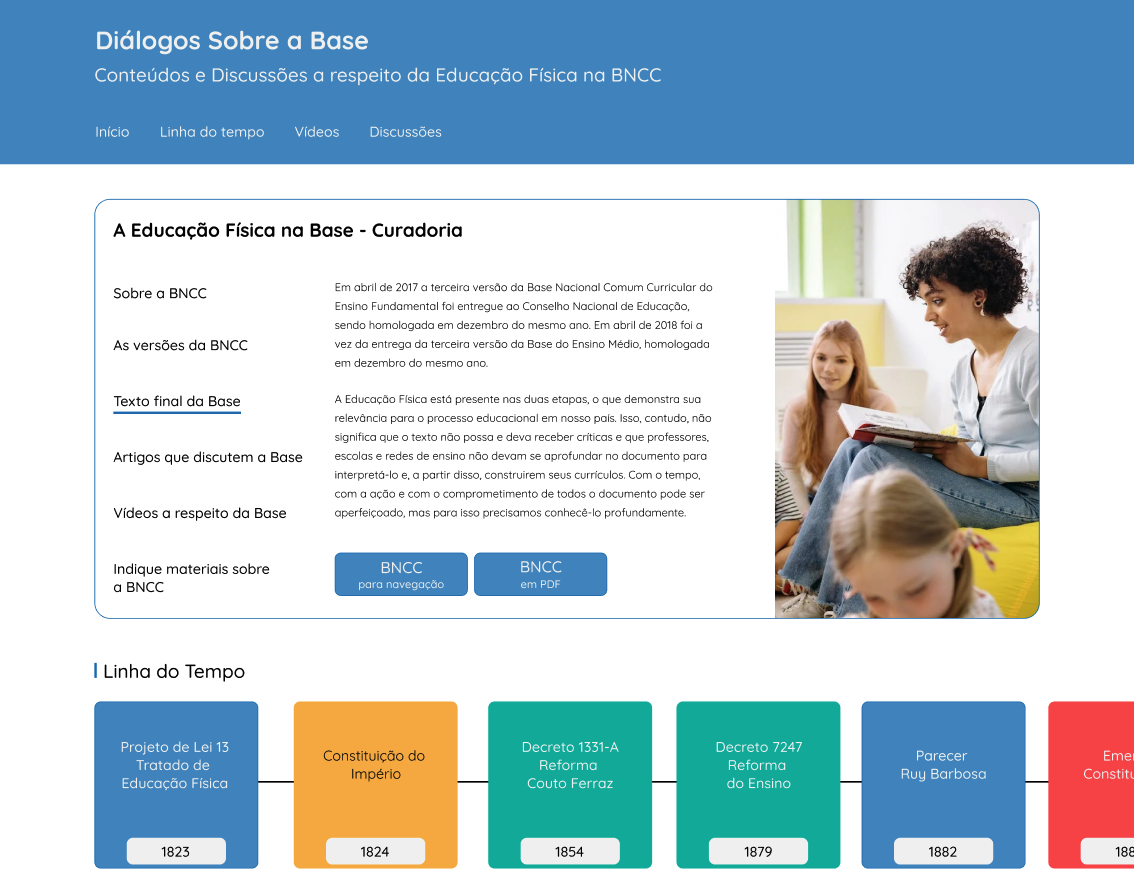 Diálogos Sobre a Base
Conteúdos e Discussões a respeito da Educação Física na BNCC
Início
Linha do tempo
Vídeos
Discussões
A Educação Física na Base - Curadoria
Sobre a BNCC
As versões da BNCC
Texto final da Base
Artigos que discutem a Base
Vídeos a respeito da Base
Indique materiais sobre
a BNCC
Em abril de 2017 a terceira versão da Base Nacional Comum Curricular do
Ensino Fundamental foi entregue ao Conselho Nacional de Educação,
sendo homologada em dezembro do mesmo ano. Em abril de 2018 foi a
vez da entrega da terceira versão da Base do Ensino Médio, homologada
em dezembro do mesmo ano.
A Educação Física está presente nas duas etapas, o que demonstra sua
relevância para o processo educacional em nosso país. Isso, contudo, não
significa que o texto não possa e deva receber críticas e que professores,
escolas e redes de ensino não devam se aprofundar no documento para
interpretá-lo e, a partir disso, construirem seus currículos. Com o tempo,
com a ação e com o comprometimento de todos o documento pode ser
aperfeiçoado, mas para isso precisamos conhecê-lo profundamente.
BNCC
para navegação
BNCC
em PDF
Linha do Tempo
Projeto de Lei 13
Tratado de
Educação Física
1823
Constituição do
Império
1824
Decreto 1331-A
Reforma
Couto Ferraz
1854
Decreto 7247
Reforma
do Ensino
1879
Parecer
Ruy Barbosa
1882